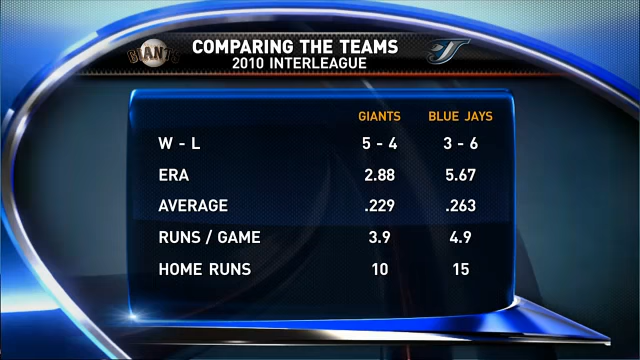 GIANTS
COMPARING THE TEAMS
2010 INTERLEAGUE
GIANTS BLUE JAYS
W - L 5 - 4 3 - 6
ERA 2.88 5.67
AVERAGE .229 .263
RUNS / GAME 3.9 4.9
HOME RUNS 10 15